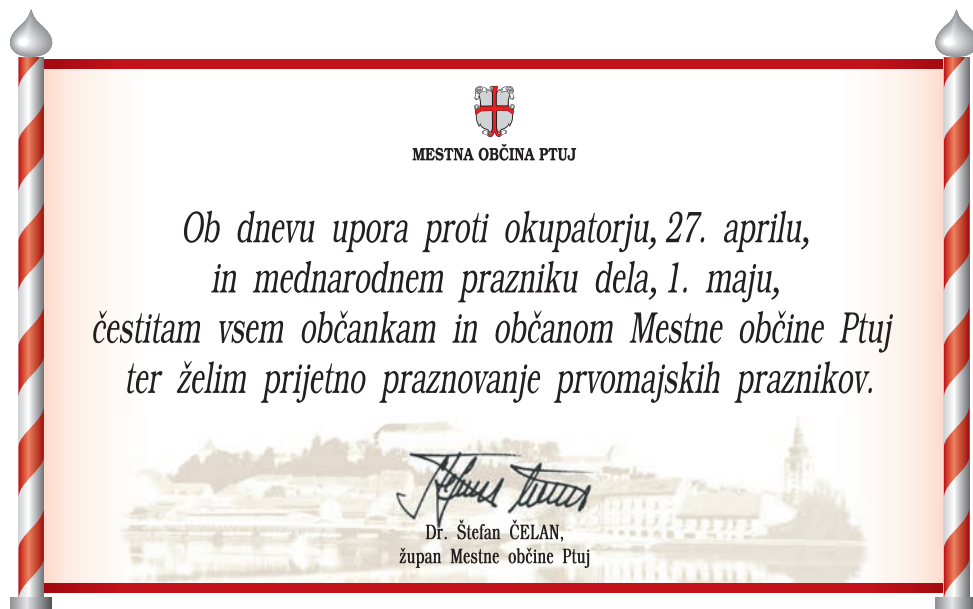 MESTNA OBČINA PTUJ
Ob dnevu upora proti okupatorju, 27. aprilu,
in mednarodnem prazniku dela, 1. maju,
čestitam vsem občankam in občanom Mestne občine Ptuj
ter želim prijetno praznovanje prvomajskih praznikov.
Dr. Štefan ČELAN,
župan Mestne občine Ptuj